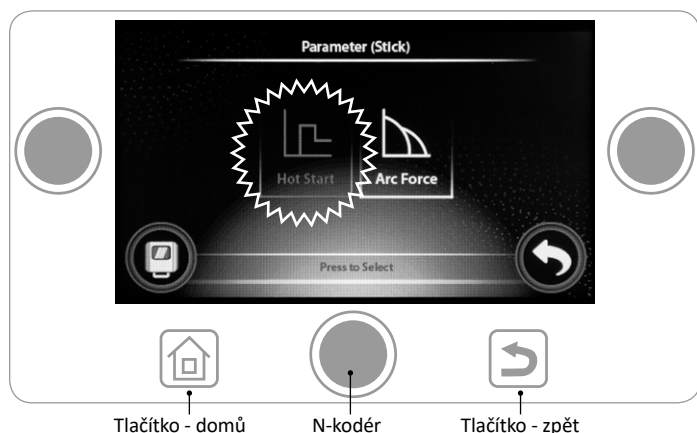 Parameter (Stick)
Hot Start
Arc Force
Press to Select
Tlačítko - domů
N-kodér
Tlačítko - zpět